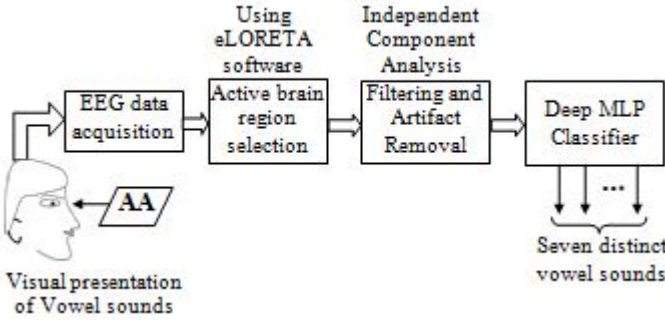 Using
eLORETA
software
Independent
Component
Analysis
EEG data
acquisition
Active brain
region
selection
Filtering and
Artifact
Removal
Deep MLP
Classifier
AA
...
Seven distinct
vowel sounds
Visual presentation
of Vowel sounds